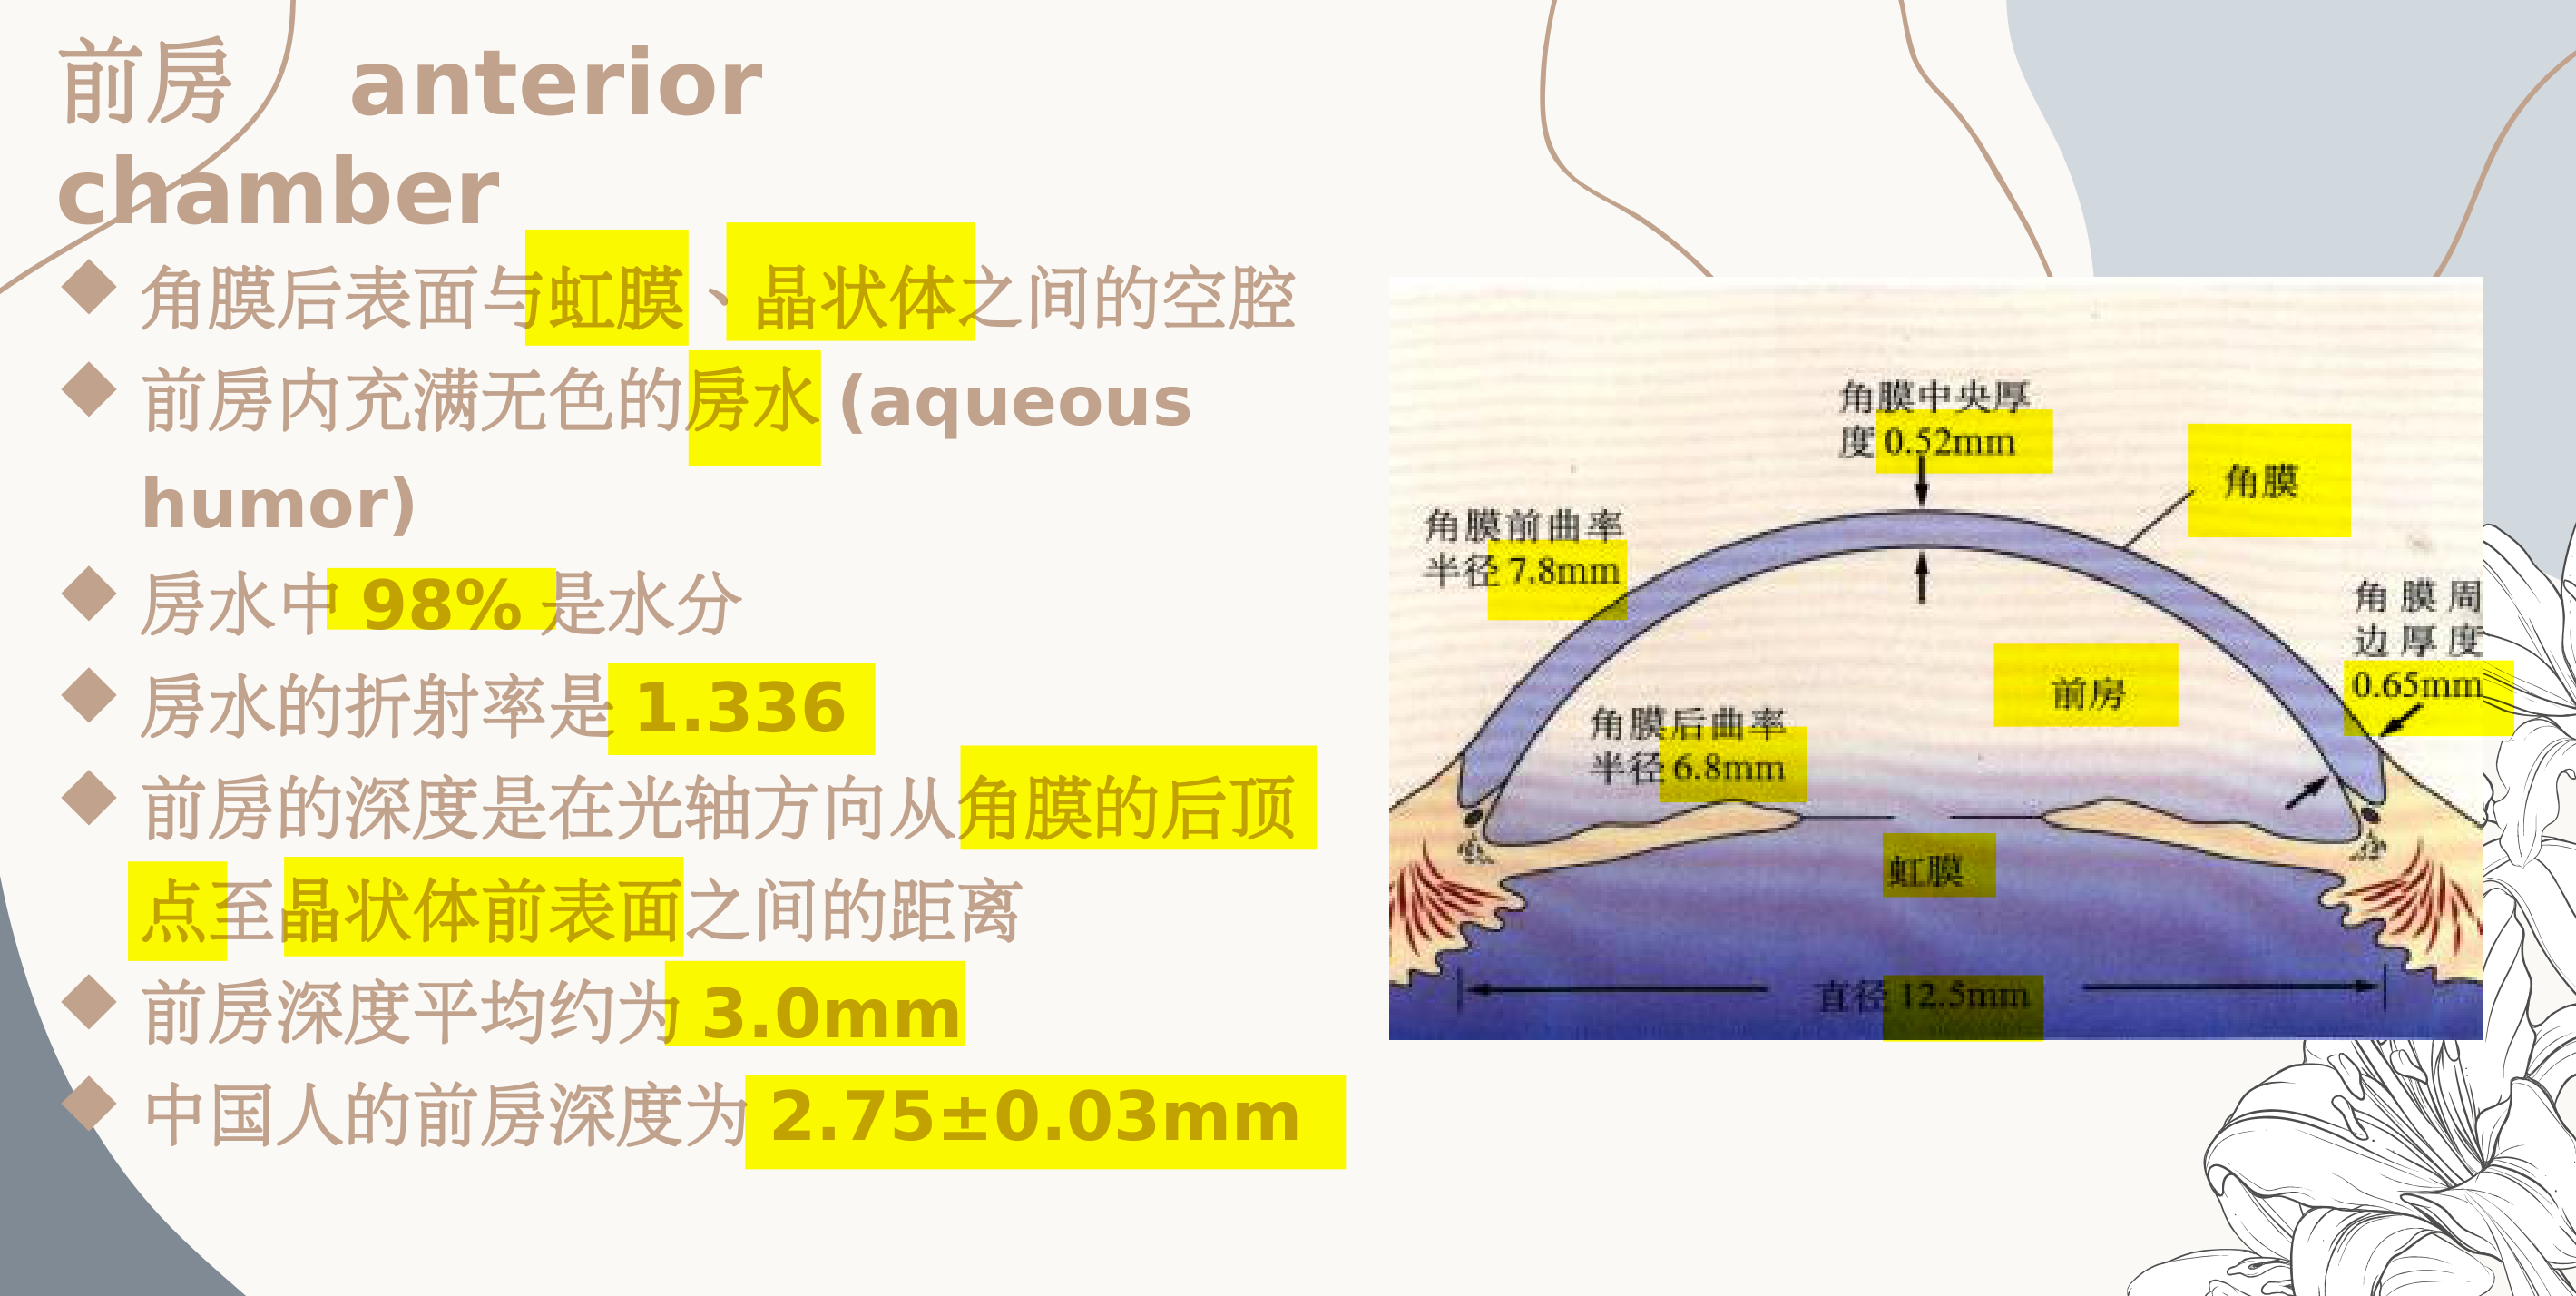 前房 anterior
chamber
角膜后表面与虹膜、晶状体之间的空腔
前房内充满无色的房水 (aqueous
humor)
房水中 98% 是水分
房水的折射率是 1.336
前房的深度是在光轴方向从角膜的后顶
点至晶状体前表面之间的距离
前房深度平均约为 3.0mm
中国人的前房深度为 2.75±0.03mm
角膜中央厚
度 0.52mm
角膜
角膜前曲率
半径 7.8mm
角膜周
边厚度
0.65mm
前房
角膜后曲率
半径 6.8mm
虹膜
直径 12.5mm